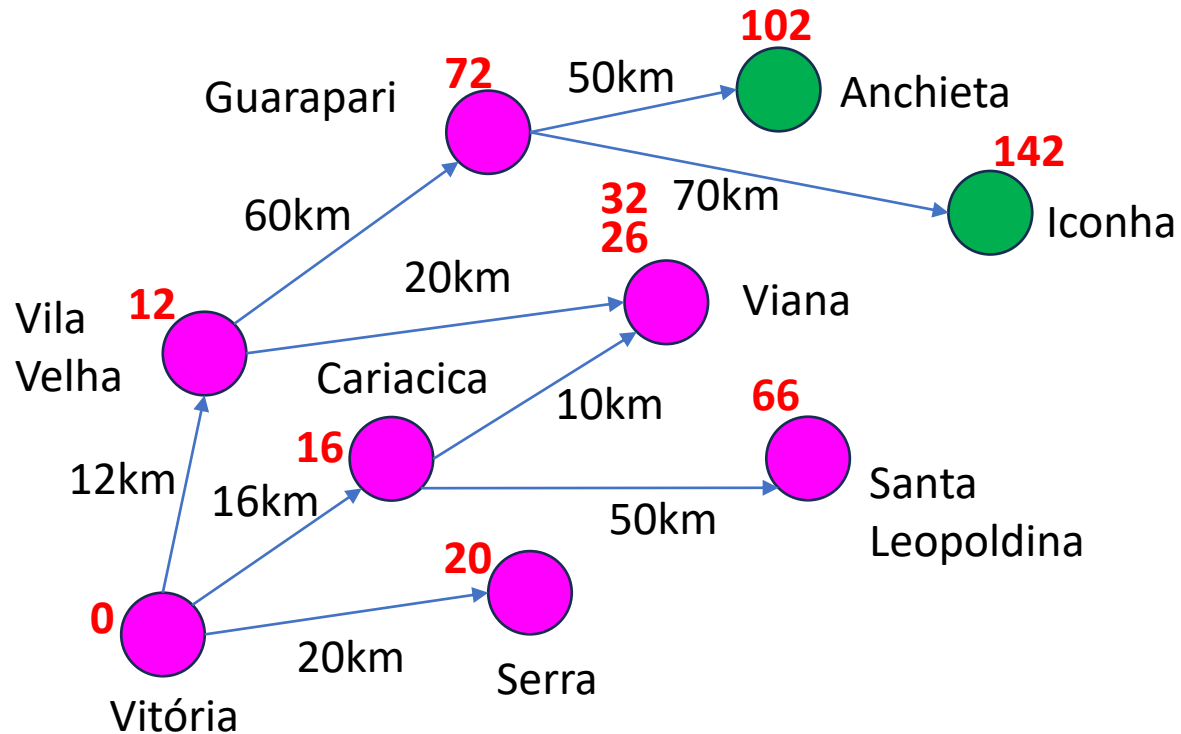 102
72
50km
Guarapari
Anchieta
142
60km
32
26
70km
Iconha
20km
Vila
Velha
12
Viana
Cariacica
10km
66
12km
16
16km
50km
Santa
Leopoldina
20
0
20km
Serra
Vitória